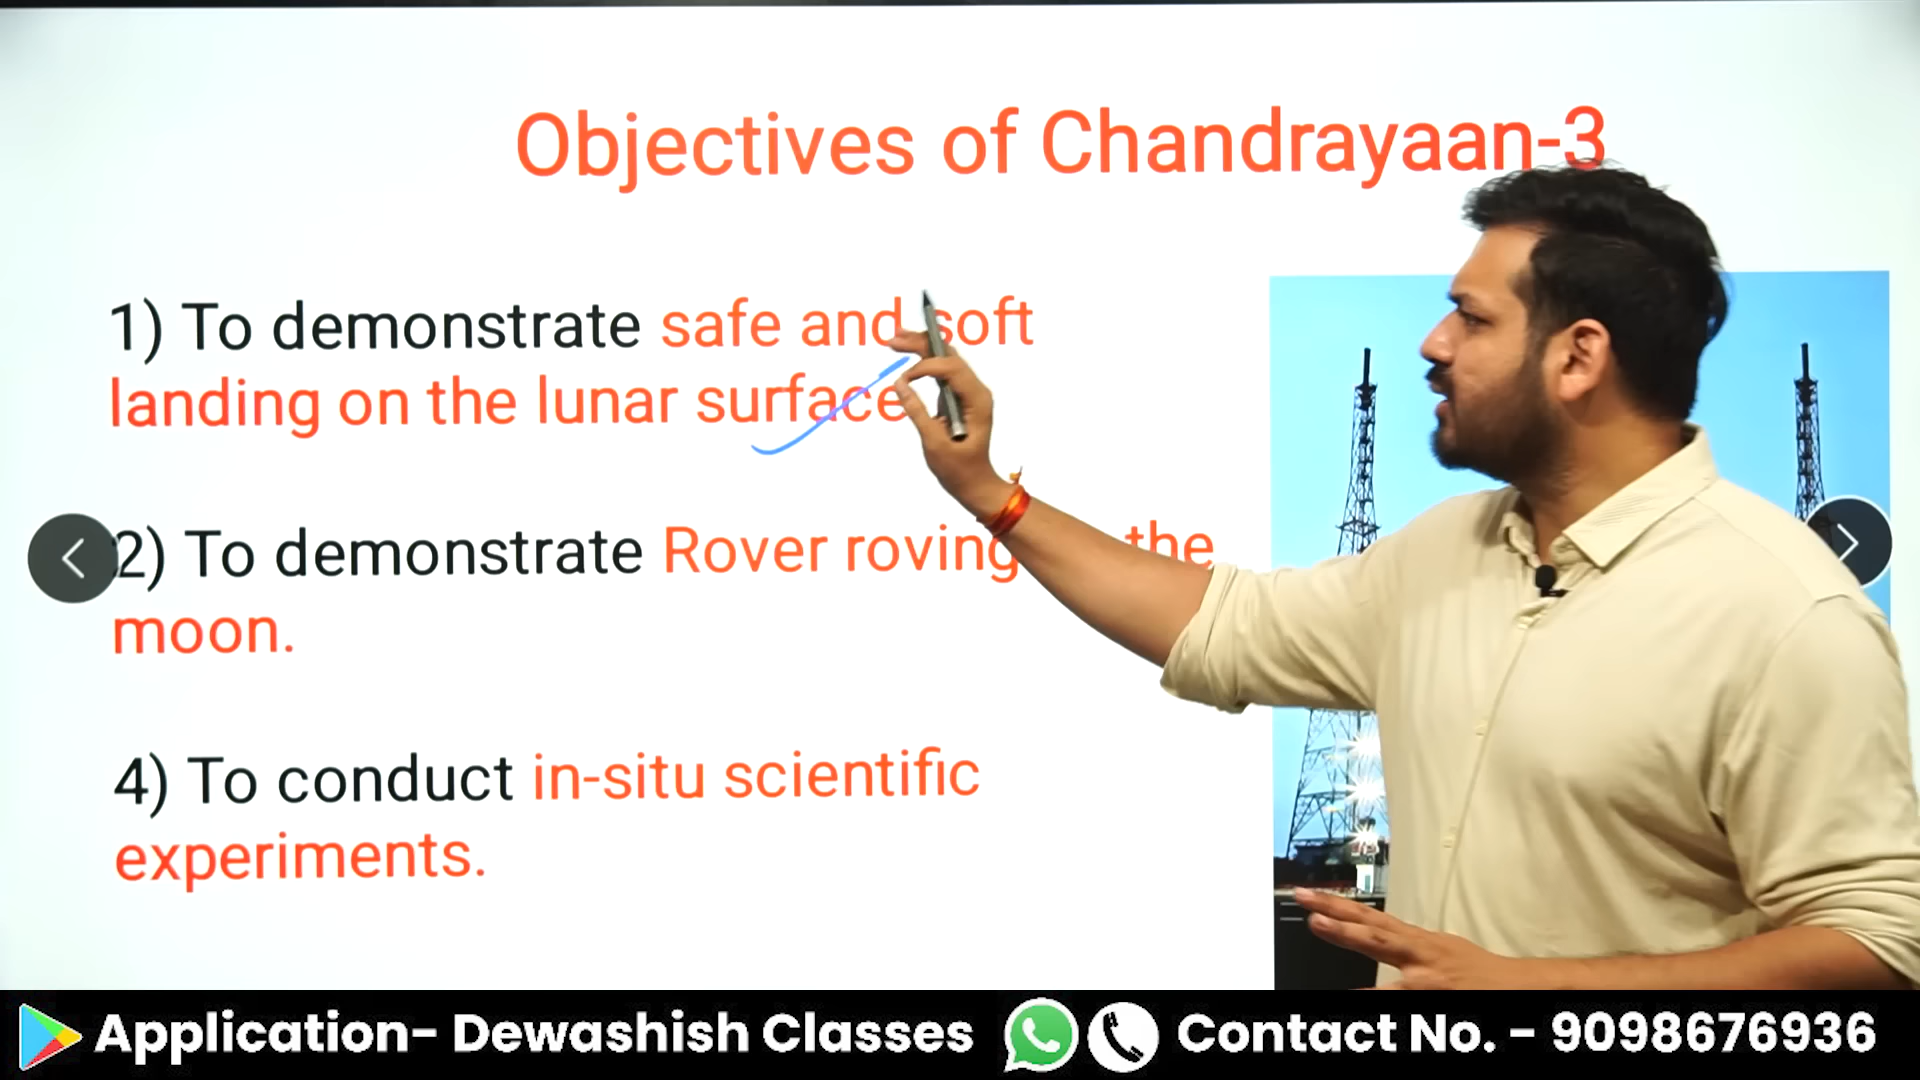 Objectives of Chandrayaan-3
1) To demonstrate safe and soft
landing on the lunar surface
2) To demonstrate Rover roving the
moon.
4) To conduct in-situ scientific
experiments.
Application- Dewashish Classes Contact No. - 9098676936